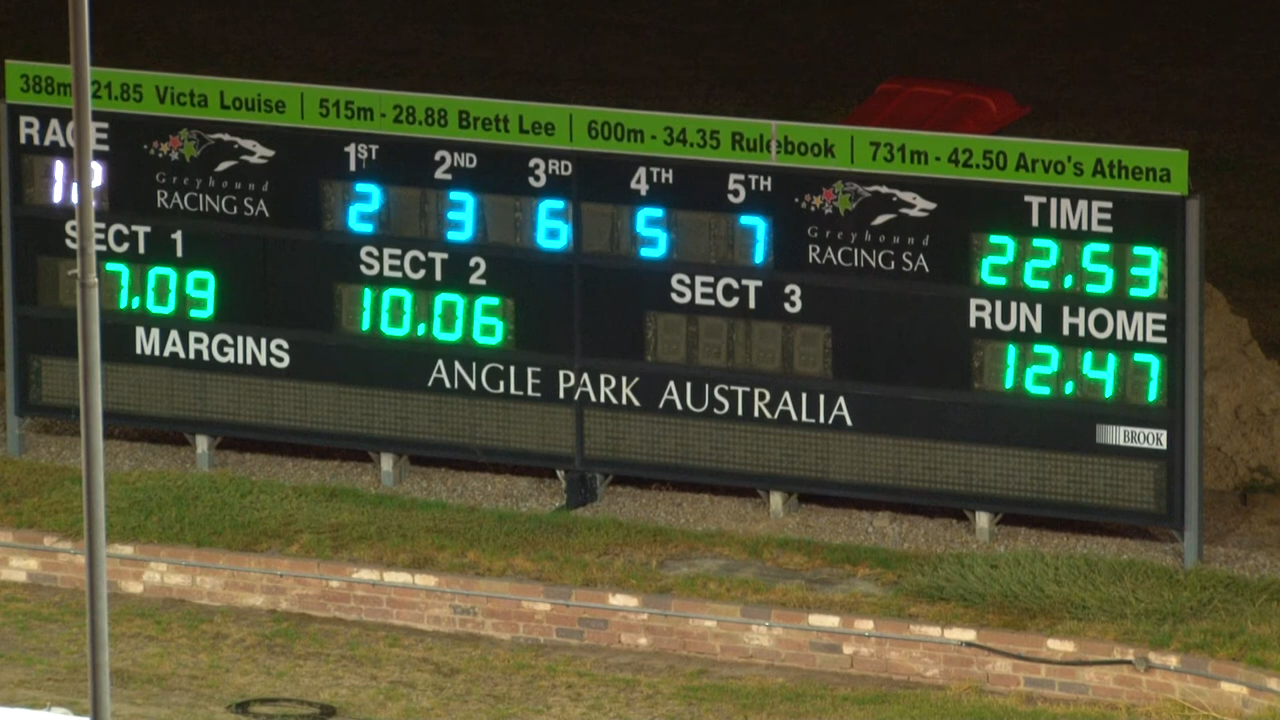 388m 21.85 Victa Louise | 515m - 28.88 Brett Lee | 600m - 34.35 Rulebook | 731m - 42.50 Arvo's Athena
RACE
12
Greyhound
RACING SA
1ST 2ND 3RD 4TH 5TH
2 3 6 5 7
Greyhound
RACING SA
TIME
22.53
SECT 1
7.09
SECT 2
10.06
SECT 3
RUN HOME
12.47
MARGINS
ANGLE PARK AUSTRALIA
BROOK